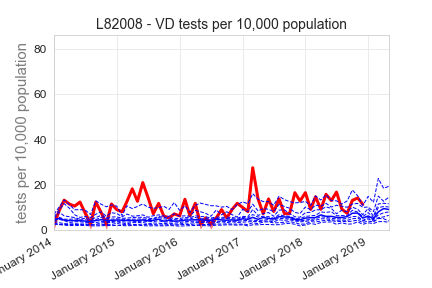 L82008 - VD tests per 10,000 population
tests per 10,000 population
80
60
40
20
0
nuary 2014
January 2015
January 2016
January 2017
January 2018
January 2019